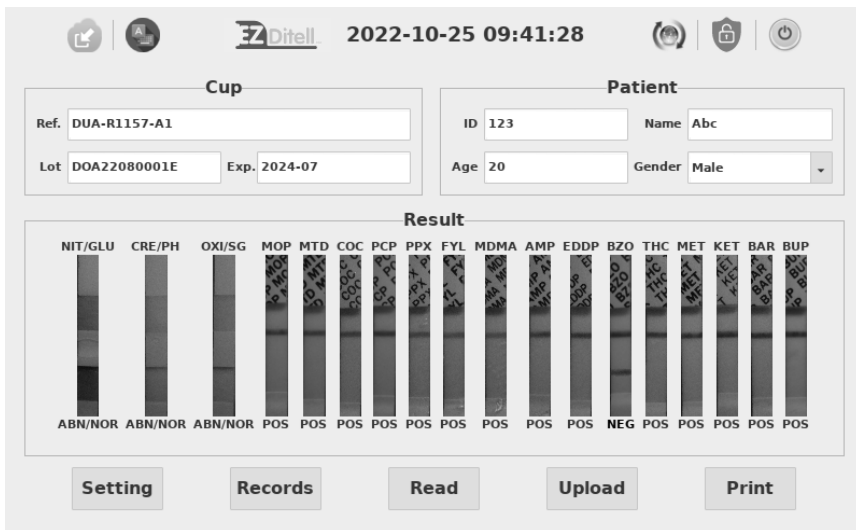 EZ Ditell 2022-10-25 09:41:28
Cup
Ref. DUA-R1157-A1
Lot DOA22080001E Exp. 2024-07
Patient
ID 123 Name Abc
Age 20 Gender Male
Result
NIT/GLU CRE/PH OXI/SG MOP MTD COC PCP PPX FYL MDMA AMP EDDP BZO THC MET KET BAR BUP
ABN/NOR ABN/NOR ABN/NOR POS POS POS POS POS POS POS POS POS NEG POS POS POS POS POS
Setting Records Read Upload Print